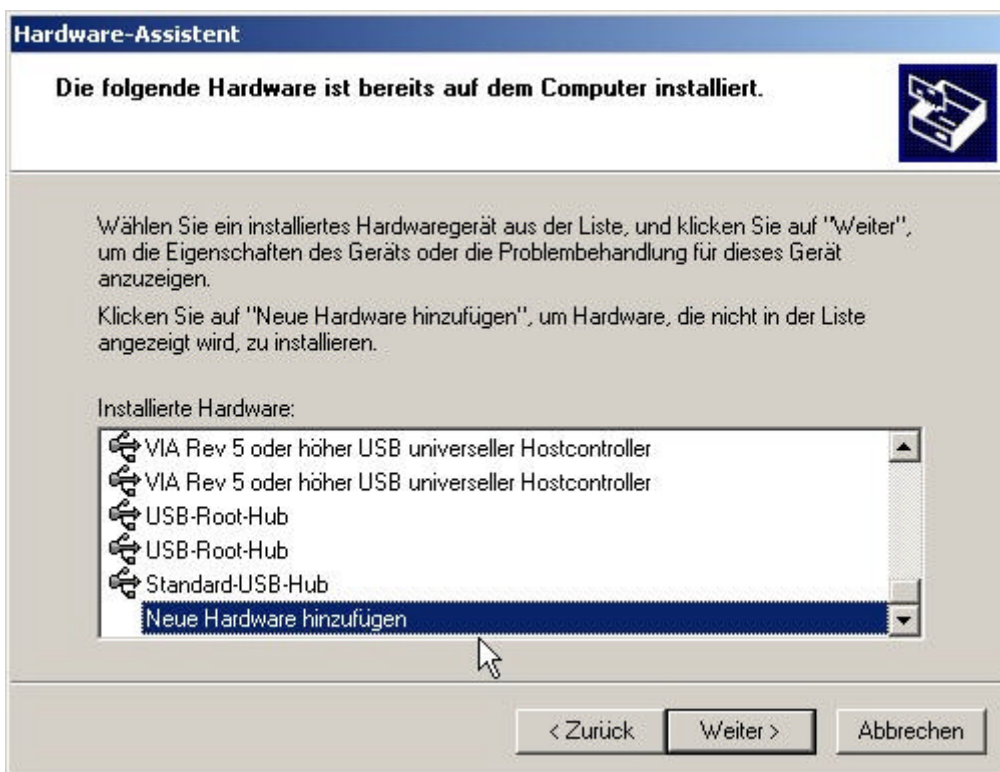 Hardware-Assistent
Die folgende Hardware ist bereits auf dem Computer installiert.
Wählen Sie ein installiertes Hardwaregerät aus der Liste, und klicken Sie auf "Weiter",
um die Eigenschaften des Geräts oder die Problembehandlung für dieses Gerät
anzuzeigen.
Klicken Sie auf "Neue Hardware hinzufügen", um Hardware, die nicht in der Liste
angezeigt wird, zu installieren.
Installierte Hardware:
VIA Rev 5 oder höher USB universeller Hostcontroller
VIA Rev 5 oder höher USB universeller Hostcontroller
USB-Root-Hub
USB-Root-Hub
Standard-USB-Hub
Neue Hardware hinzufügen
< Zurück Weiter > Abbrechen